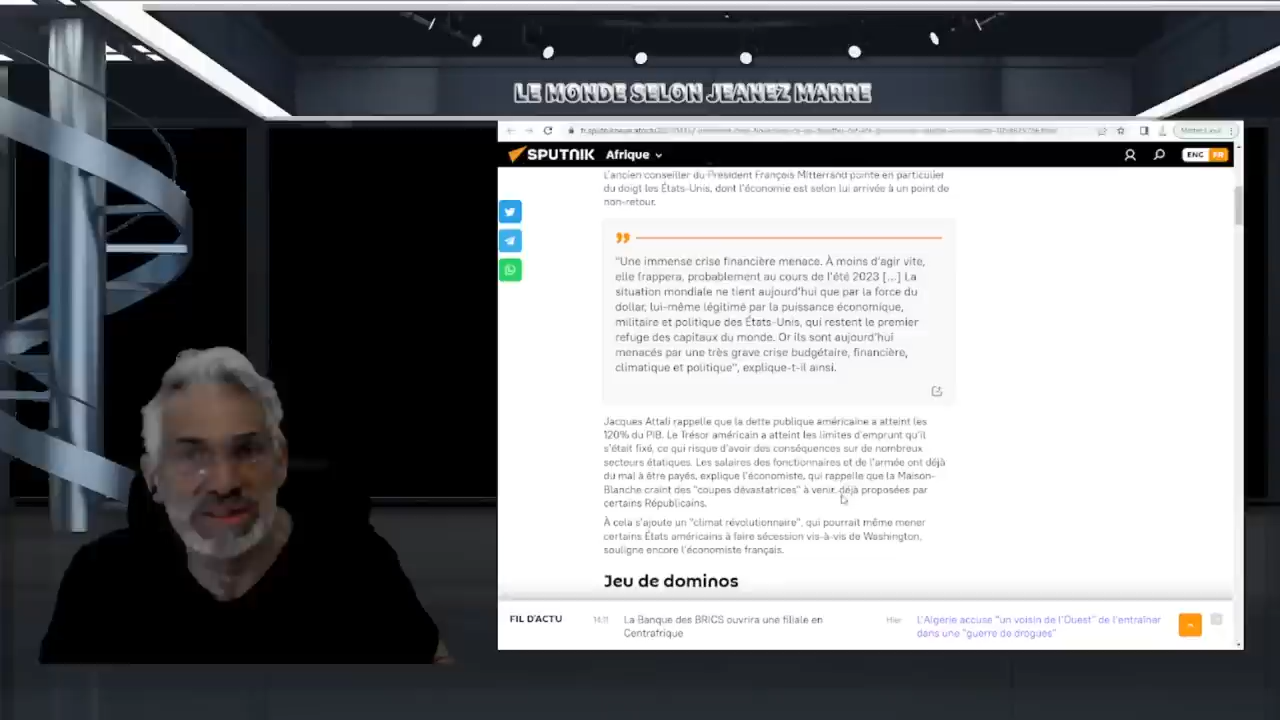 LE MONDE SELON JEANEZ MARRE
SPUTNIK Afrique
ENG FR
L'ancien conseiller du Président François Mitterrand pointe en particulier
du doigt les États-Unis, dont l'économie est selon lui arrivée à un point de
non-retour.
"Une immense crise financière menace. À moins d'agir vite,
elle frappera, probablement au cours de l'été 2023 [...] La
situation mondiale ne tient aujourd'hui que par la force du
dollar, lui-même légitimé par la puissance économique,
militaire et politique des États-Unis, qui restent le premier
refuge des capitaux du monde. Or ils sont aujourd'hui
menacés par une très grave crise budgétaire, financière,
climatique et politique", explique-t-il ainsi.
Jacques Attali rappelle que la dette publique américaine a atteint les
120% du PIB. Le Trésor américain a atteint les limites d'emprunt qu'il
s'était fixé, ce qui risque d'avoir des conséquences sur de nombreux
secteurs étatiques. Les salaires des fonctionnaires et de l'armée ont déjà
du mal à être payés, explique l'économiste, qui rappelle que la Maison-
Blanche craint des "coupes dévastatrices" à venir, déjà proposées par
certains Républicains.
À cela s'ajoute un "climat révolutionnaire", qui pourrait même mener
certains États américains à faire sécession vis-à-vis de Washington,
souligne encore l'économiste français.
Jeu de dominos
FIL D'ACTU
La Banque des BRICS ouvrira une filiale en
Centrafrique
Hier
L'Algérie accuse "un voisin de l'Ouest" de l'entraîner
dans une "guerre de drogues"